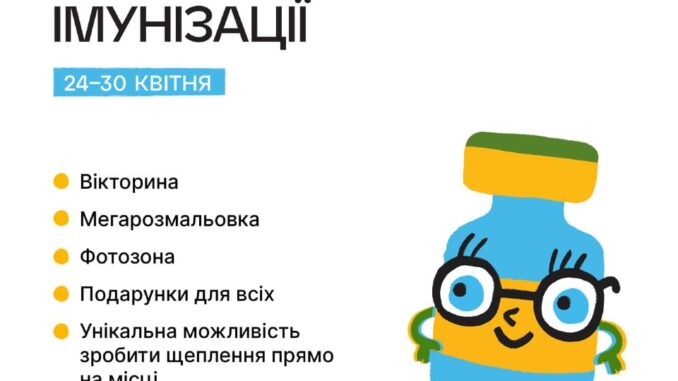 ІМУНІЗАЦІЇ
24–30 КВІТНЯ
Вікторина
Мегарозмальовка
Фотозона
Подарунки для всіх
Унікальна можливість
зробити щеплення прямо
на місці